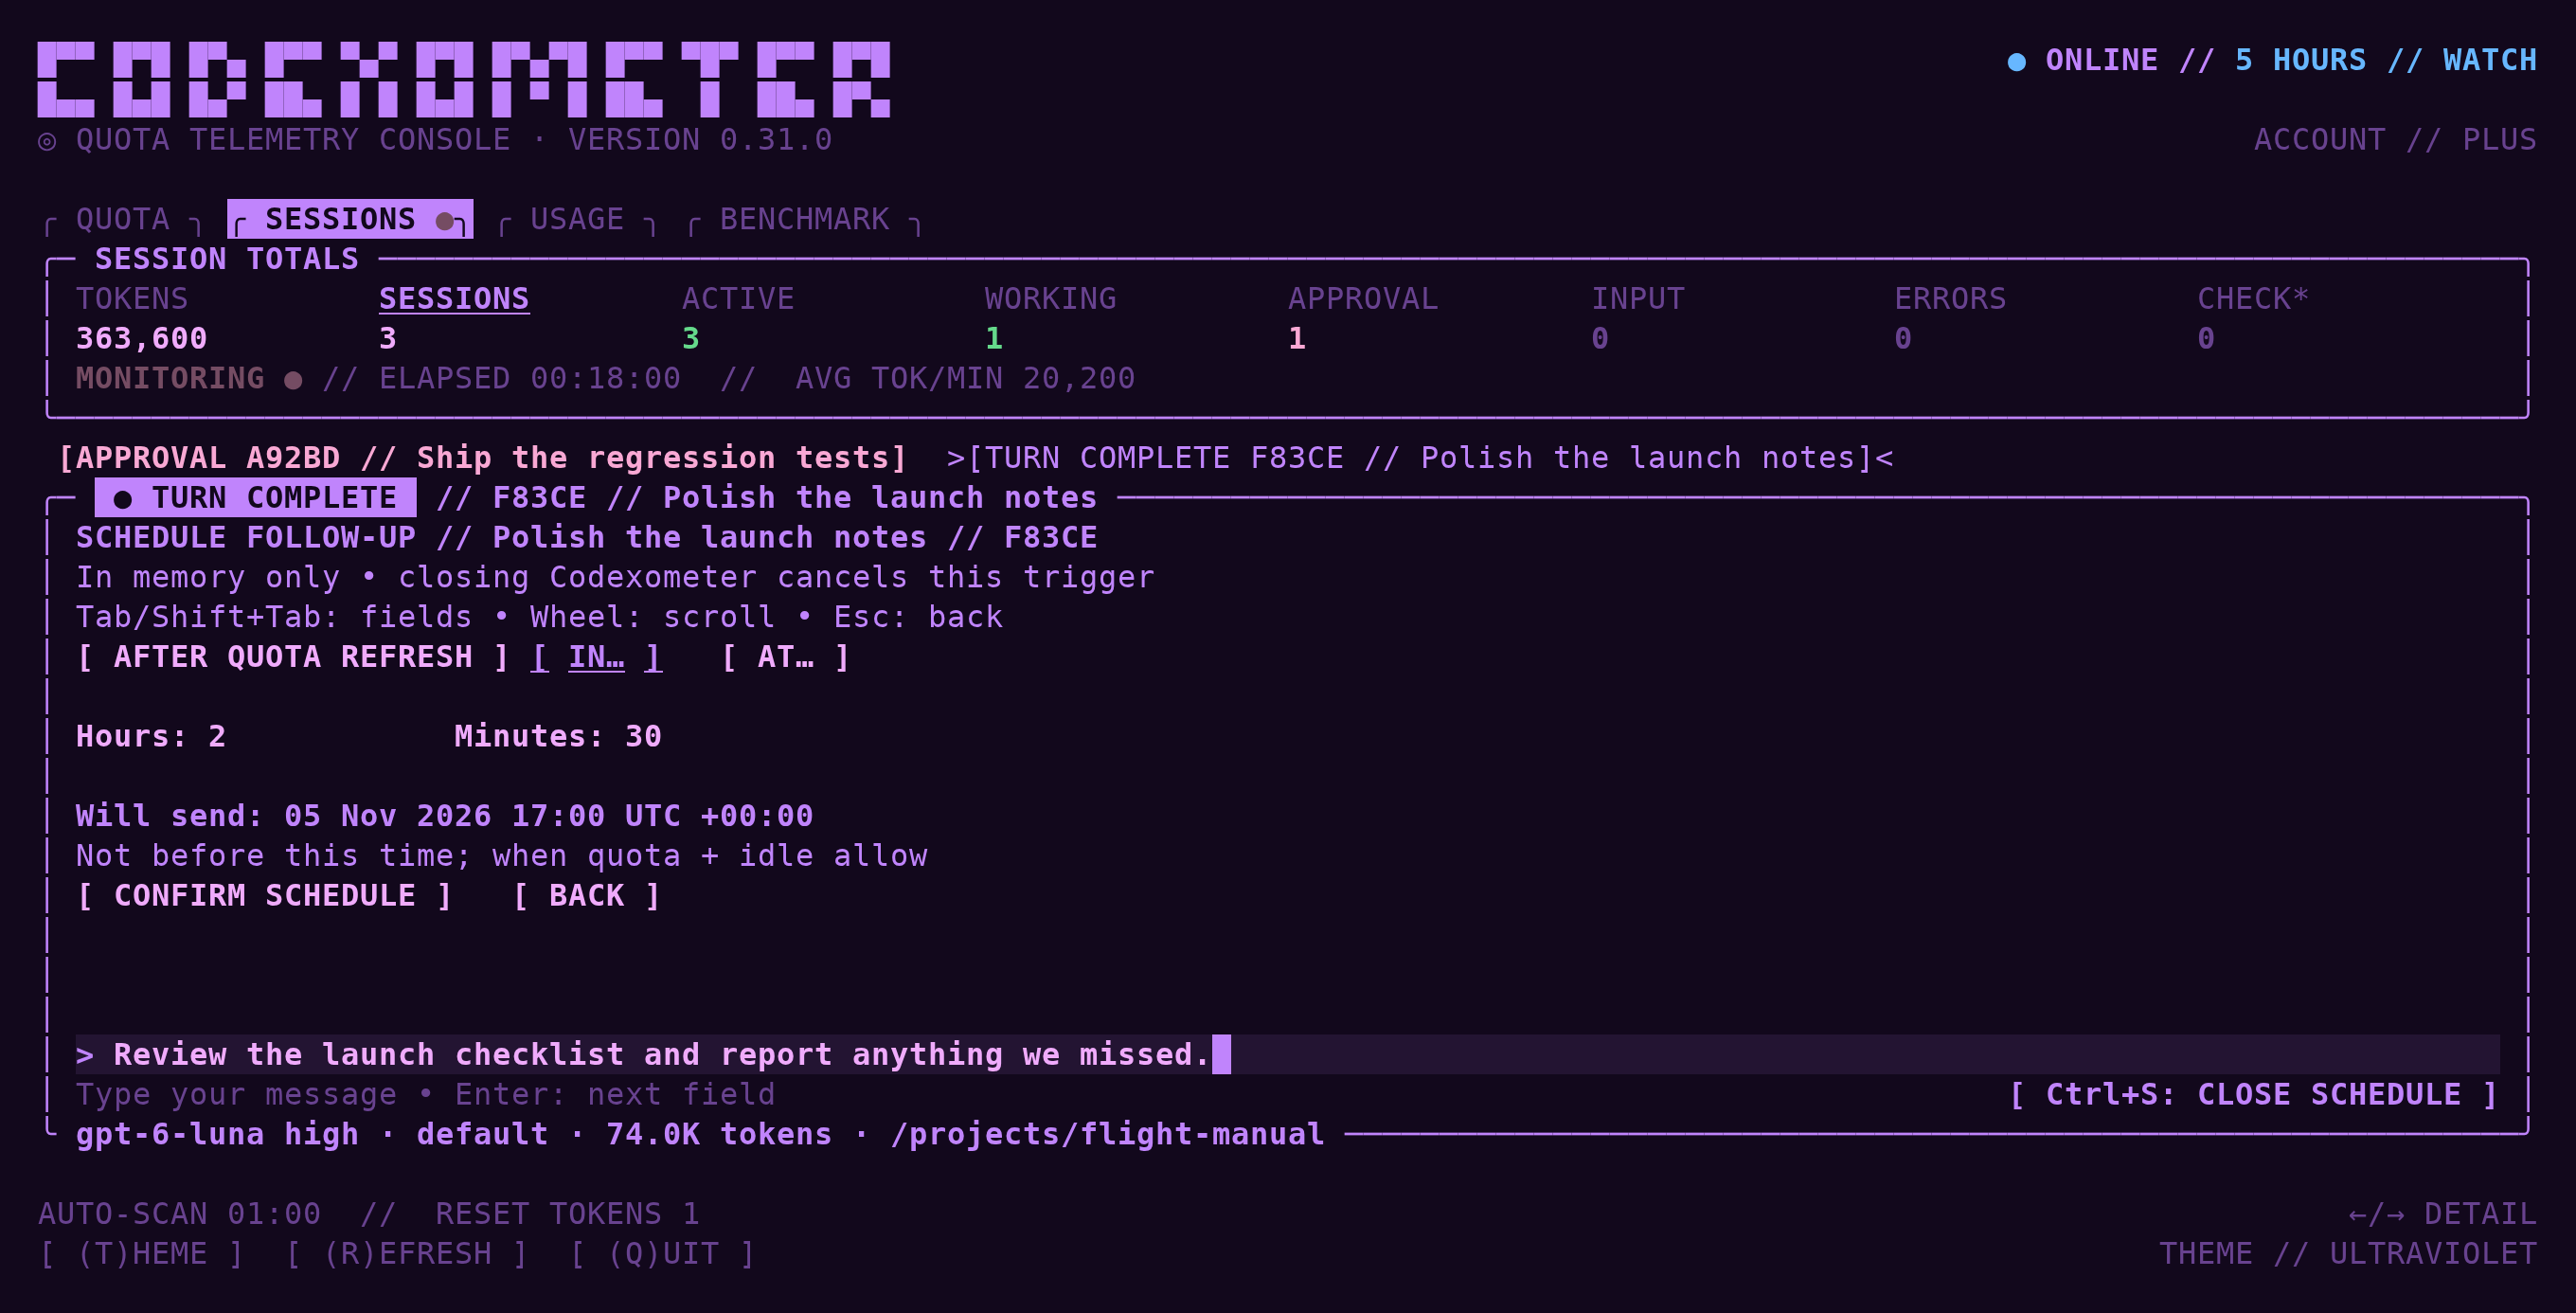 CODEXOMETER
● ONLINE // 5 HOURS // WATCH
◎ QUOTA TELEMETRY CONSOLE · VERSION 0.31.0
ACCOUNT // PLUS
QUOTA
SESSIONS ●
USAGE
BENCHMARK
SESSION TOTALS
TOKENS SESSIONS ACTIVE WORKING APPROVAL INPUT ERRORS CHECK*
363,600 3 3 1 1 0 0 0
MONITORING ● // ELAPSED 00:18:00 // AVG TOK/MIN 20,200
[APPROVAL A92BD // Ship the regression tests] >[TURN COMPLETE F83CE // Polish the launch notes]<
● TURN COMPLETE // F83CE // Polish the launch notes
SCHEDULE FOLLOW-UP // Polish the launch notes // F83CE
In memory only • closing Codexometer cancels this trigger
Tab/Shift+Tab: fields • Wheel: scroll • Esc: back
[ AFTER QUOTA REFRESH ] [ IN… ] [ AT… ]
Hours: 2 Minutes: 30
Will send: 05 Nov 2026 17:00 UTC +00:00
Not before this time; when quota + idle allow
[ CONFIRM SCHEDULE ] [ BACK ]
> Review the launch checklist and report anything we missed.
Type your message • Enter: next field
[ Ctrl+S: CLOSE SCHEDULE ]
gpt-6-luna high · default · 74.0K tokens · /projects/flight-manual
AUTO-SCAN 01:00 // RESET TOKENS 1
←/→ DETAIL
[ (T)HEME ] [ (R)EFRESH ] [ (Q)UIT ]
THEME // ULTRAVIOLET